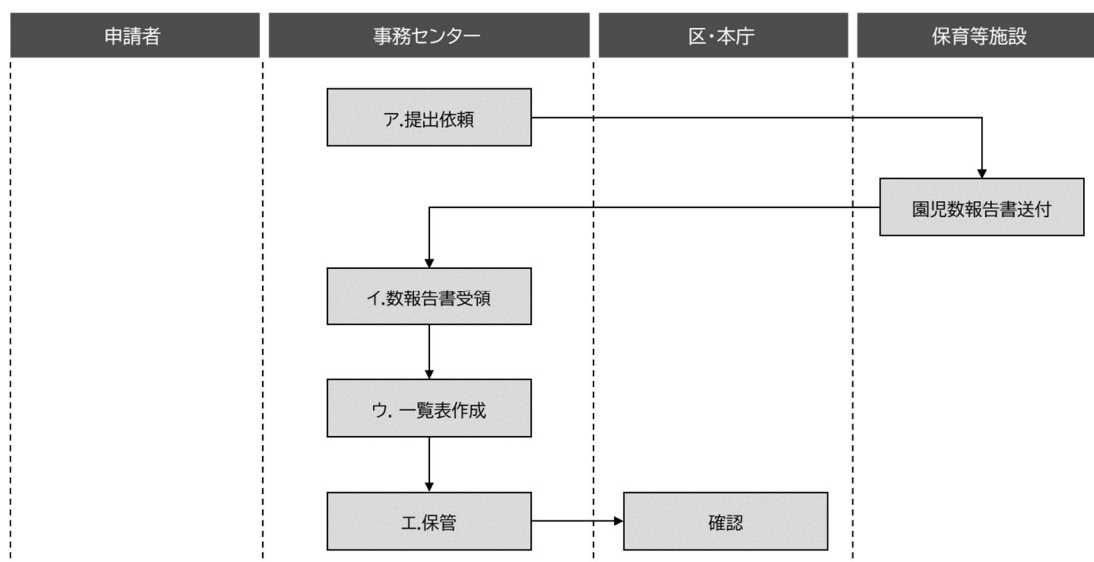 申請者
事務センター
区・本庁
保育等施設
ア.提出依頼
園児数報告書送付
イ.数報告書受領
ウ. 一覧表作成
エ.保管
確認